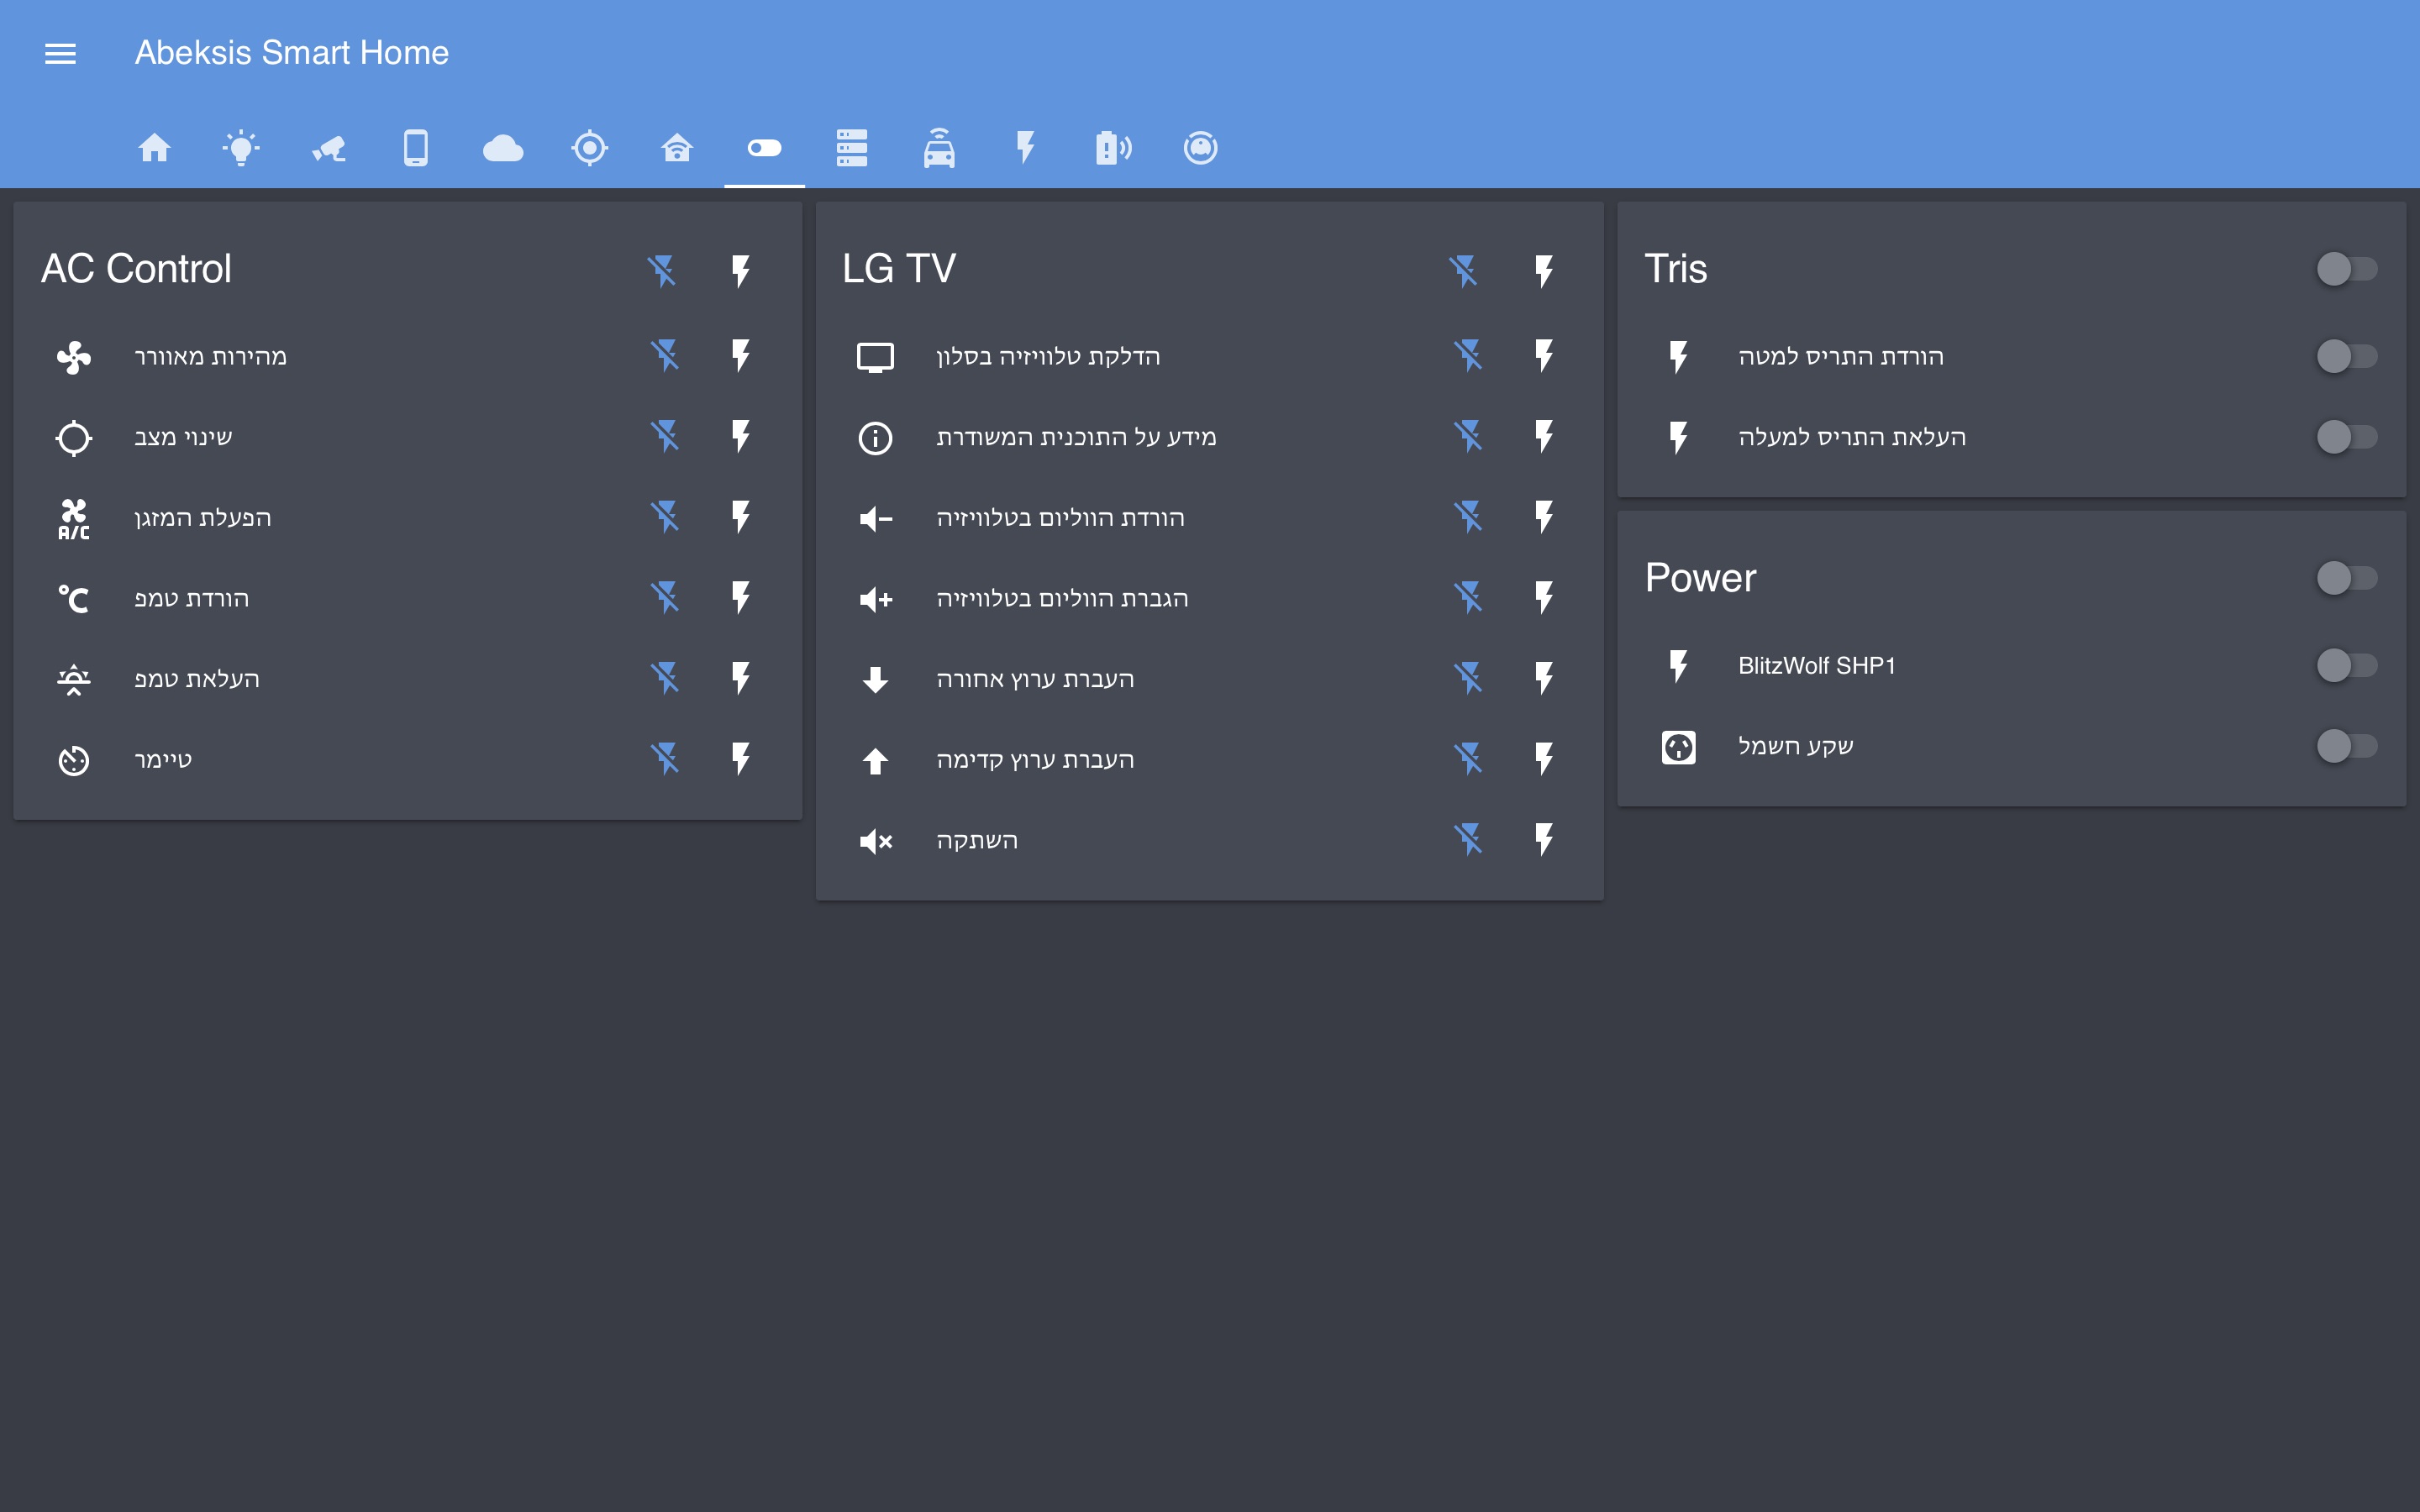 Abeksis Smart Home
AC Control
מהירות מאוורר
שינוי מצב
A/C
הפעלת המזגן
°C
הורדת טמפ
העלאת טמפ
טיימר
LG TV
הדלקת טלוויזיה בסלון
מידע על התוכנית המשודרת
הורדת הווליום בטלוויזיה
הגברת הווליום בטלוויזיה
העברת ערוץ אחורה
העברת ערוץ קדימה
השתקה
Tris
הורדת התריס למטה
העלאת התריס למעלה
Power
BlitzWolf SHP1
שקע חשמל